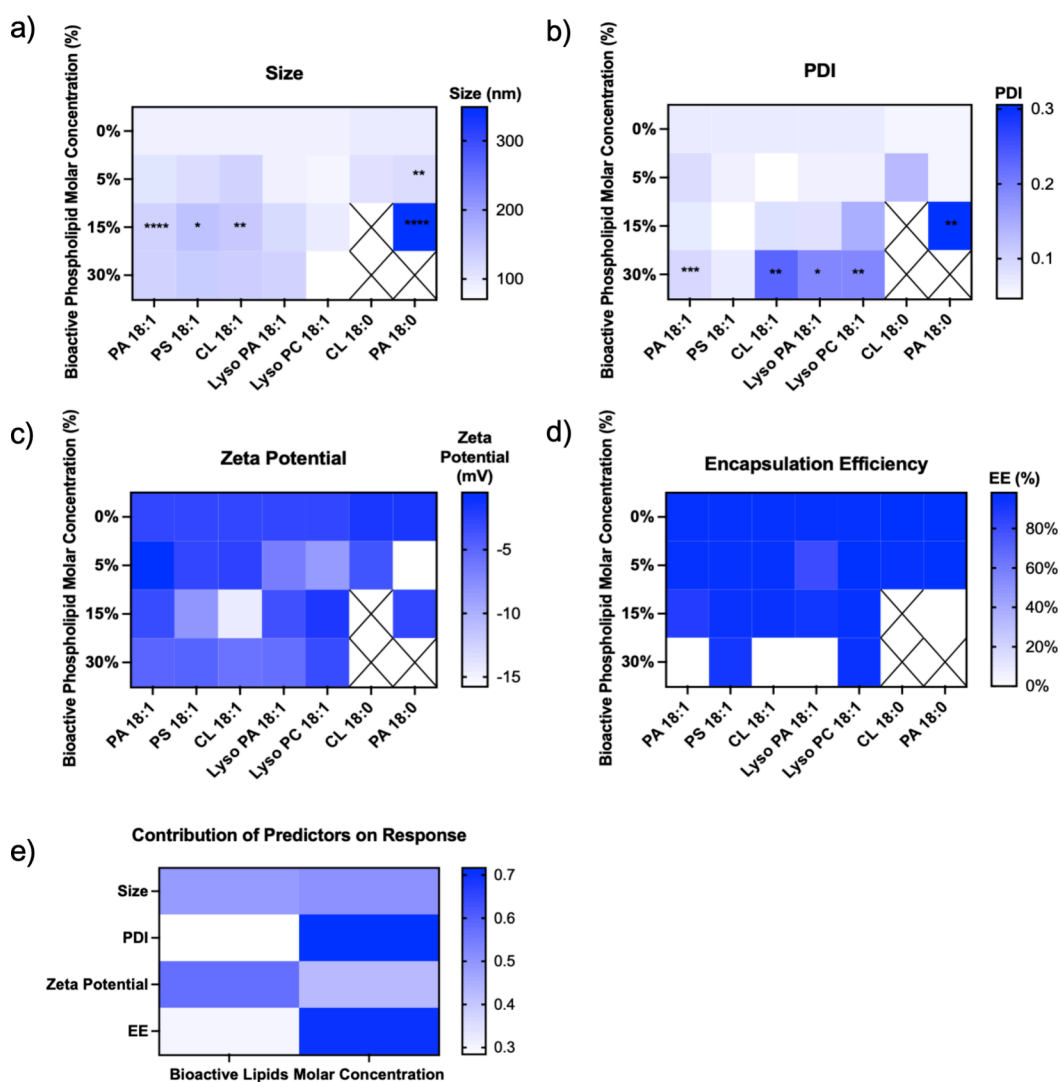 a)
Size
Size (nm)
Bioactive Phospholipid Molar Concentration (%)
0%
5%
15%
30%
**
****
*
**
****
300
200
100
PA 18:1
PS 18:1
CL 18:1
Lyso PA 18:1
Lyso PC 18:1
CL 18:0
PA 18:0
b)
PDI
PDI
Bioactive Phospholipid Molar Concentration (%)
0%
5%
15%
30%
**
***
**
*
**
0.3
0.2
0.1
PA 18:1
PS 18:1
CL 18:1
Lyso PA 18:1
Lyso PC 18:1
CL 18:0
PA 18:0
c)
Zeta Potential
Zeta
Potential
(mV)
Bioactive Phospholipid Molar Concentration (%)
0%
5%
15%
30%
-5
-10
-15
PA 18:1
PS 18:1
CL 18:1
Lyso PA 18:1
Lyso PC 18:1
CL 18:0
PA 18:0
d)
Encapsulation Efficiency
EE (%)
Bioactive Phospholipid Molar Concentration (%)
0%
5%
15%
30%
80%
60%
40%
20%
0%
PA 18:1
PS 18:1
CL 18:1
Lyso PA 18:1
Lyso PC 18:1
CL 18:0
PA 18:0
e)
Contribution of Predictors on Response
Size
PDI
Zeta Potential
EE
0.7
0.6
0.5
0.4
0.3
Bioactive Lipids Molar Concentration